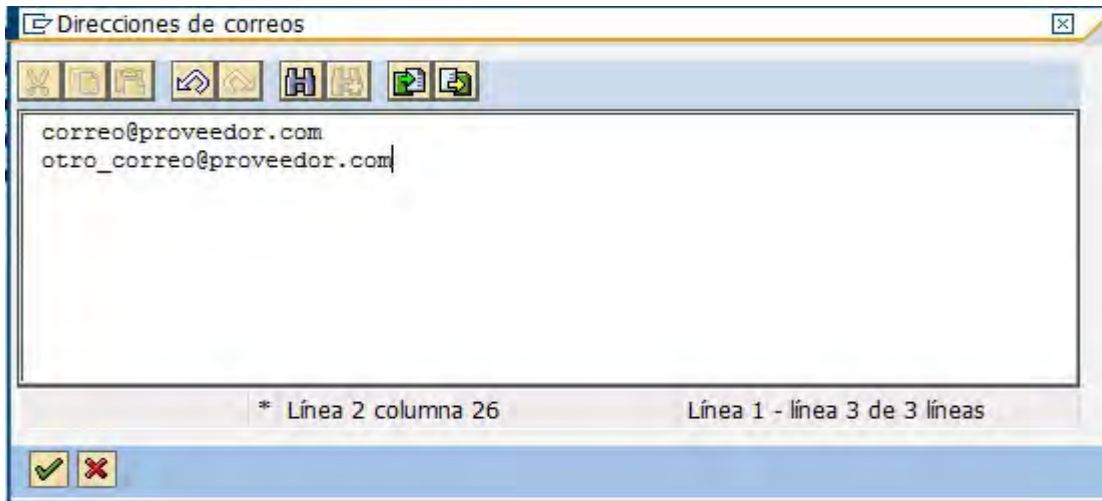 Direcciones de correos
correo@proveedor.com
otro_correo@proveedor.com
* Línea 2 columna 26 Línea 1 - línea 3 de 3 líneas